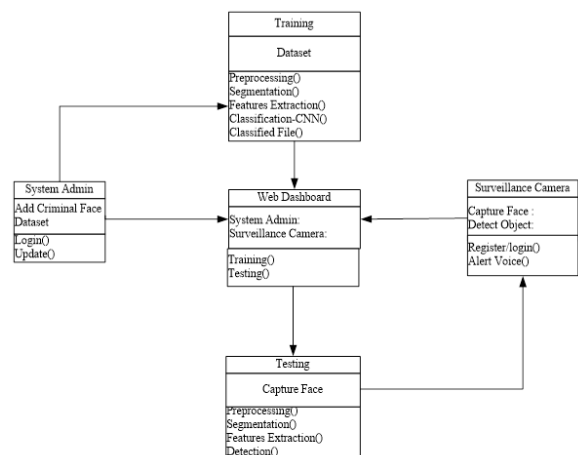 Training
Dataset
Preprocessing()
Segmentation()
Features Extraction()
Classification-CNN()
Classified File()
System Admin
Add Criminal Face
Dataset
Login()
Update()
Web Dashboard
System Admin:
Surveillance Camera:
Training()
Testing()
Surveillance Camera
Capture Face :
Detect Object:
Register/login()
Alert Voice()
Testing
Capture Face
Preprocessing()
Segmentation()
Features Extraction()
Detection()